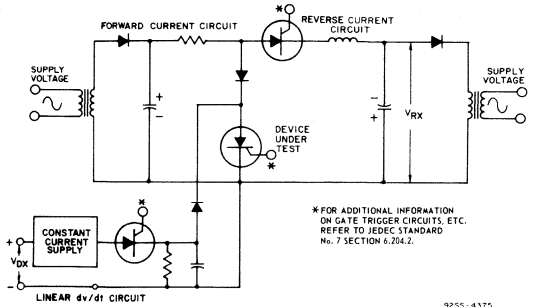 FORWARD CURRENT CIRCUIT
*
REVERSE CURRENT
CIRCUIT
SUPPLY
VOLTAGE
+
-
-
+
VRX
SUPPLY
VOLTAGE
DEVICE
UNDER
TEST
*
*
+
VDX
-
CONSTANT
CURRENT
SUPPLY
LINEAR dv/dt CIRCUIT
*FOR ADDITIONAL INFORMATION
ON GATE TRIGGER CIRCUITS, ETC.
REFER TO JEDEC STANDARD
No. 7 SECTION 6.204.2.
92SS-4375